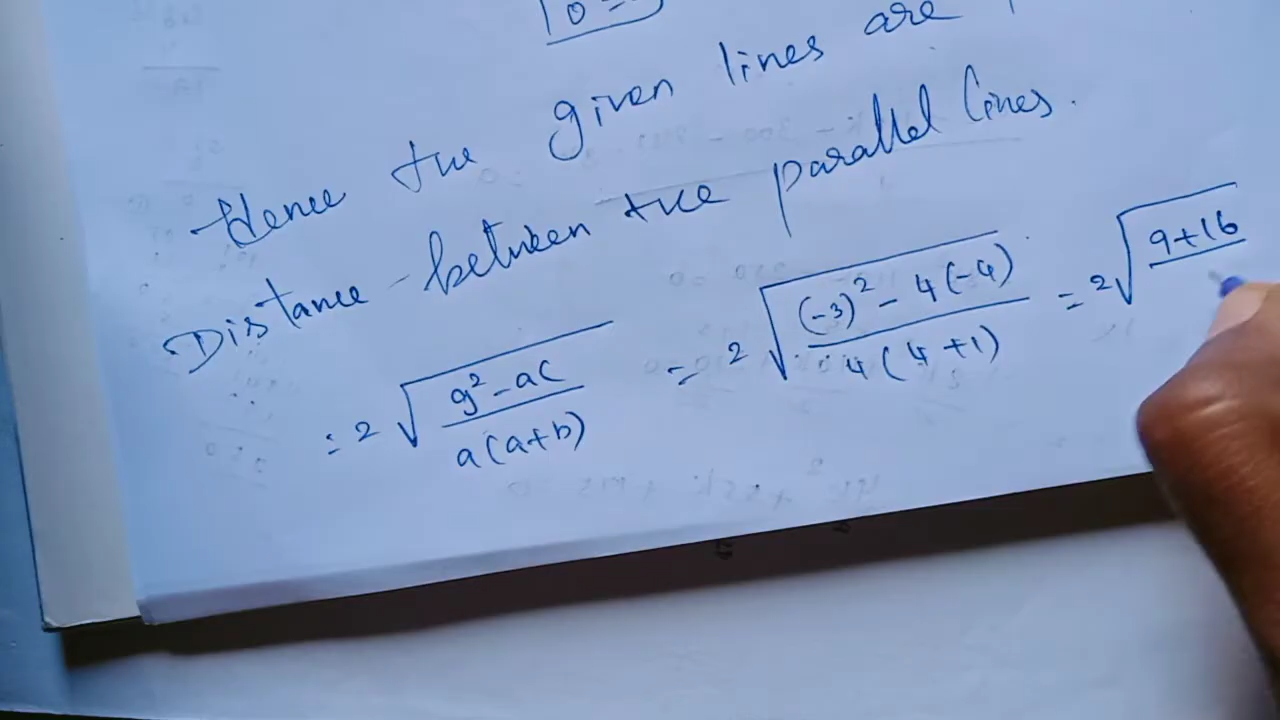 Hence the given lines are
Distance between the parallel lines.
= 2 √((g² - ac)/(a(a+b))) = 2 √(((-3)² - 4(-4))/(4(4+1))) = 2 √(9+16